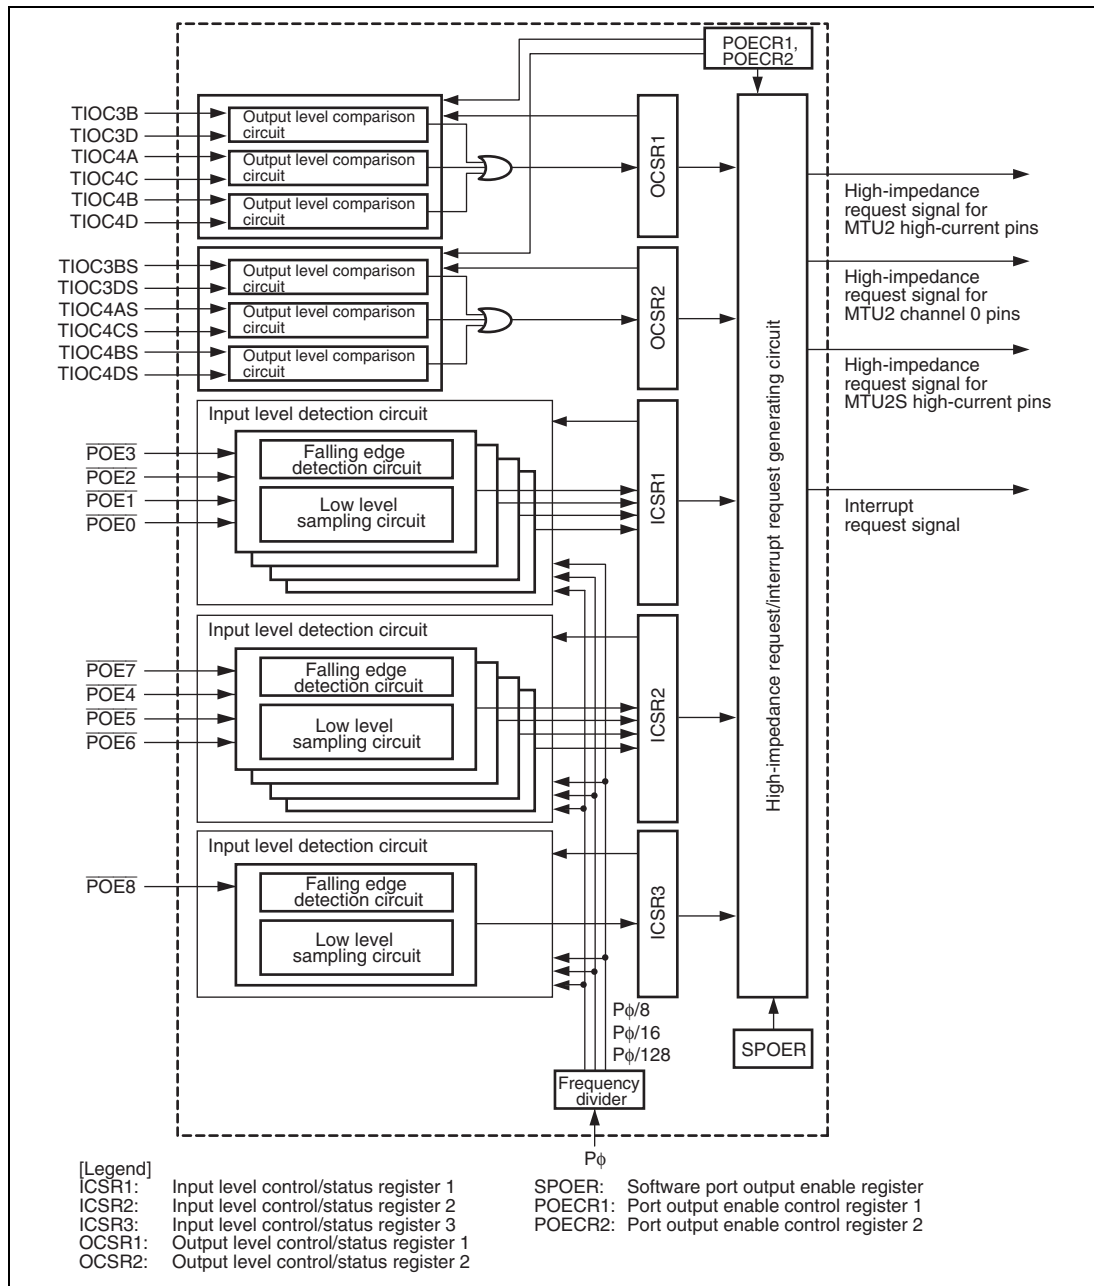 POECR1,
POECR2
TIOC3B
TIOC3D
TIOC4A
TIOC4C
TIOC4B
TIOC4D
Output level comparison
circuit
Output level comparison
circuit
Output level comparison
circuit
OCSR1
TIOC3BS
TIOC3DS
TIOC4AS
TIOC4CS
TIOC4BS
TIOC4DS
Output level comparison
circuit
Output level comparison
circuit
Output level comparison
circuit
OCSR2
Input level detection circuit
POE3
POE2
POE1
POE0
Falling edge
detection circuit
Low level
sampling circuit
ICSR1
Input level detection circuit
POE7
POE4
POE5
POE6
Falling edge
detection circuit
Low level
sampling circuit
ICSR2
Input level detection circuit
POE8
Falling edge
detection circuit
Low level
sampling circuit
ICSR3
High-impedance request/interrupt request generating circuit
High-impedance
request signal for
MTU2 high-current pins
High-impedance
request signal for
MTU2 channel 0 pins
High-impedance
request signal for
MTU2S high-current pins
Interrupt
request signal
Pϕ/8
Pϕ/16
Pϕ/128
SPOER
Frequency
divider
Pϕ
[Legend]
ICSR1: Input level control/status register 1
ICSR2: Input level control/status register 2
ICSR3: Input level control/status register 3
OCSR1: Output level control/status register 1
OCSR2: Output level control/status register 2
SPOER: Software port output enable register
POECR1: Port output enable control register 1
POECR2: Port output enable control register 2